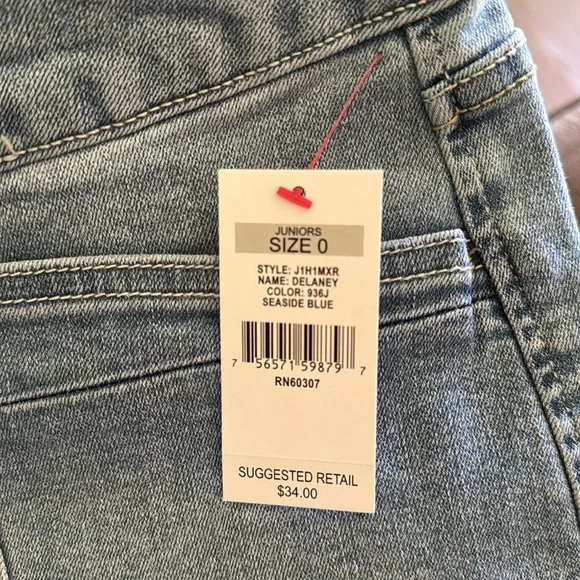 JUNIORS
SIZE 0
STYLE: J1H1MXR
NAME: DELANEY
COLOR: 936J
SEASIDE BLUE
7 56571 59879 7
RN60307
SUGGESTED RETAIL
$34.00